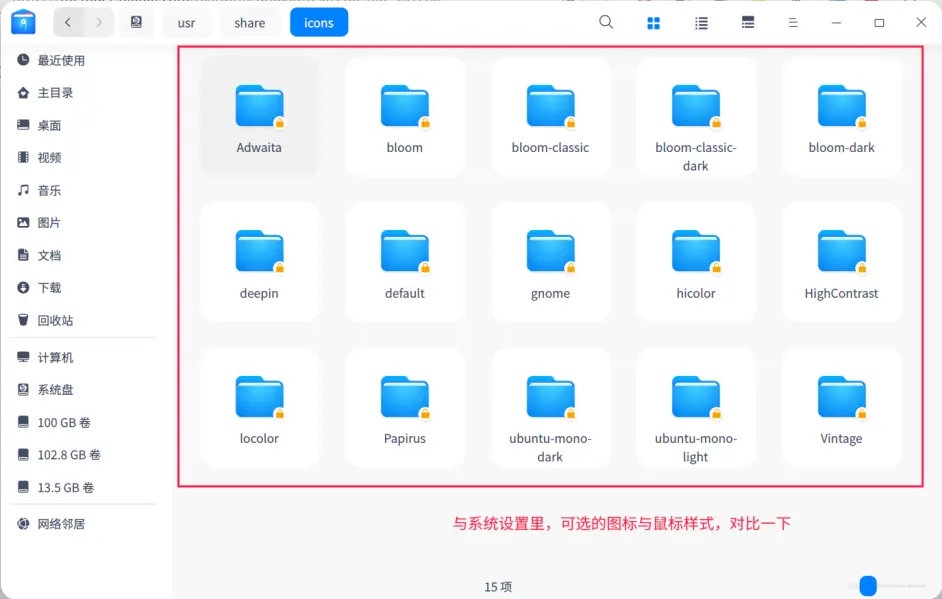 usr
share
icons
最近使用
主目录
桌面
视频
音乐
图片
文档
下载
回收站
计算机
系统盘
100 GB 卷
102.8 GB 卷
13.5 GB 卷
网络邻居
Adwaita
bloom
bloom-classic
bloom-classic-
dark
bloom-dark
deepin
default
gnome
hicolor
HighContrast
locolor
Papirus
ubuntu-mono-
dark
ubuntu-mono-
light
Vintage
与系统设置里，可选的图标与鼠标样式，对比一下
15 项